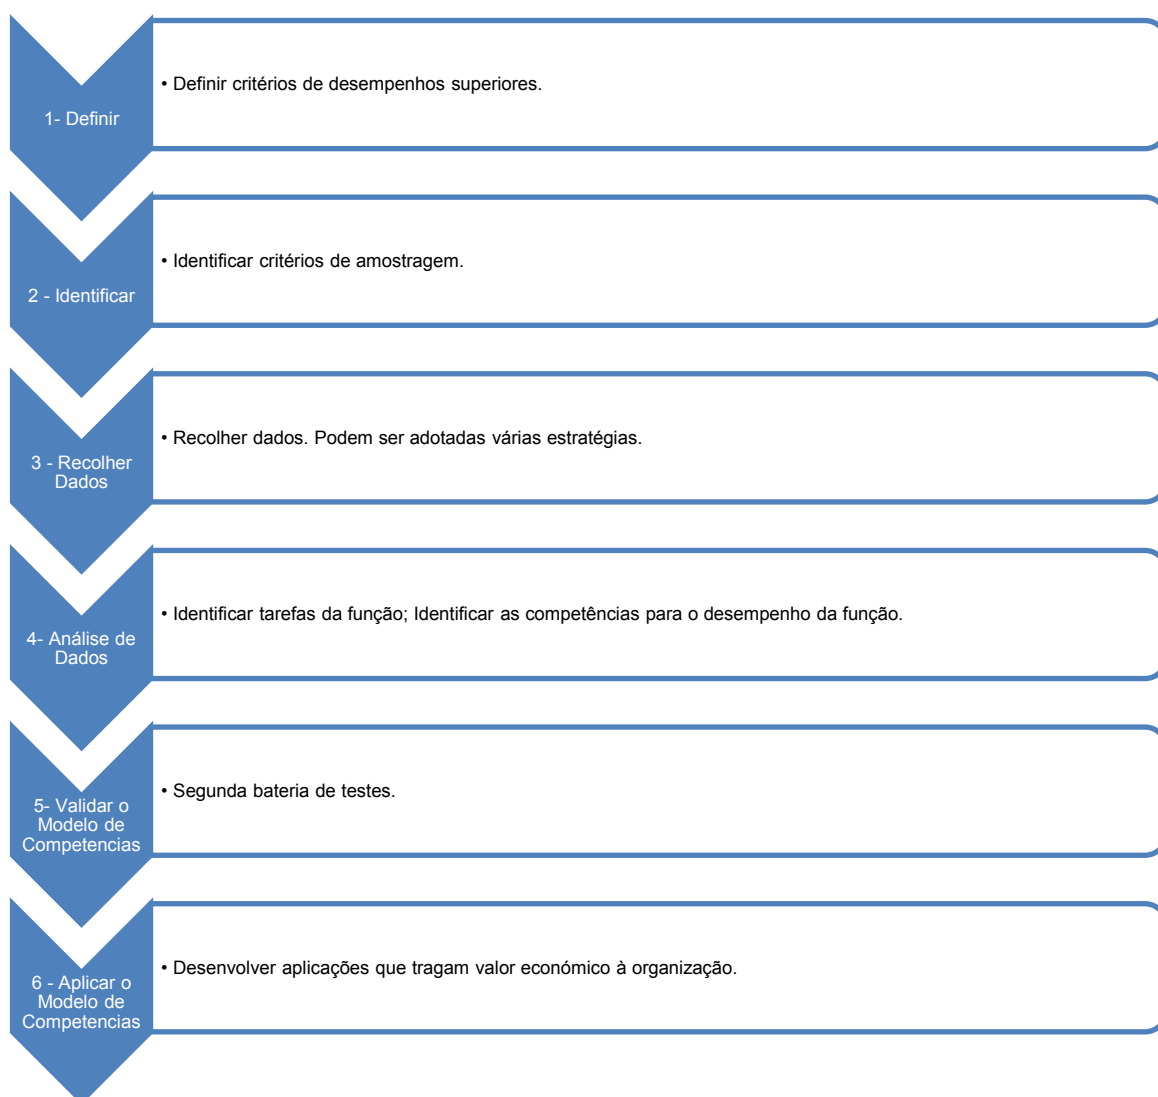 1- Definir
• Definir critérios de desempenhos superiores.
2 - Identificar
• Identificar critérios de amostragem.
3 - Recolher
Dados
• Recolher dados. Podem ser adotadas várias estratégias.
4- Análise de
Dados
• Identificar tarefas da função; Identificar as competências para o desempenho da função.
5- Validar o
Modelo de
Competencias
• Segunda bateria de testes.
6 - Aplicar o
Modelo de
Competencias
• Desenvolver aplicações que tragam valor económico à organização.